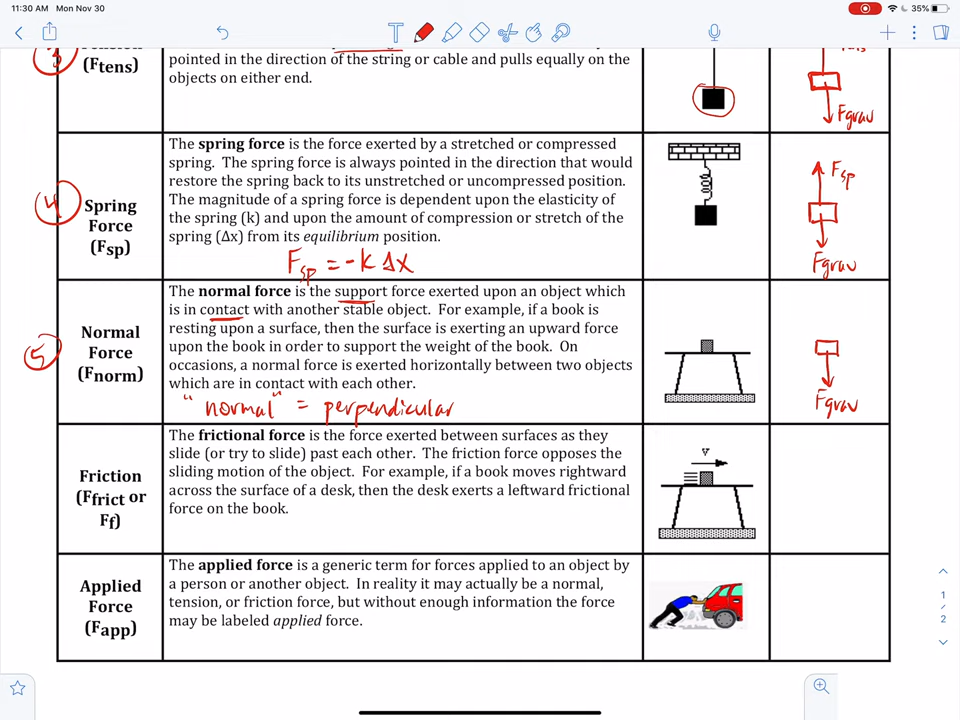 11:30 AM Mon Nov 30
35%
T
3
(Ftens)
pointed in the direction of the string or cable and pulls equally on the
objects on either end.
Fgrav
4
Spring
Force
(Fsp)
The spring force is the force exerted by a stretched or compressed
spring. The spring force is always pointed in the direction that would
restore the spring back to its unstretched or uncompressed position.
The magnitude of a spring force is dependent upon the elasticity of
the spring (k) and upon the amount of compression or stretch of the
spring (Δx) from its equilibrium position.
Fsp = -k Δx
Fsp
Fgrav
5
Normal
Force
(Fnorm)
The normal force is the support force exerted upon an object which
is in contact with another stable object. For example, if a book is
resting upon a surface, then the surface is exerting an upward force
upon the book in order to support the weight of the book. On
occasions, a normal force is exerted horizontally between two objects
which are in contact with each other.
"normal" = perpendicular
Fgrav
Friction
(Ffrict or
Ff)
The frictional force is the force exerted between surfaces as they
slide (or try to slide) past each other. The friction force opposes the
sliding motion of the object. For example, if a book moves rightward
across the surface of a desk, then the desk exerts a leftward frictional
force on the book.
v
Applied
Force
(Fapp)
The applied force is a generic term for forces applied to an object by
a person or another object. In reality it may actually be a normal,
tension, or friction force, but without enough information the force
may be labeled applied force.
1
/
2